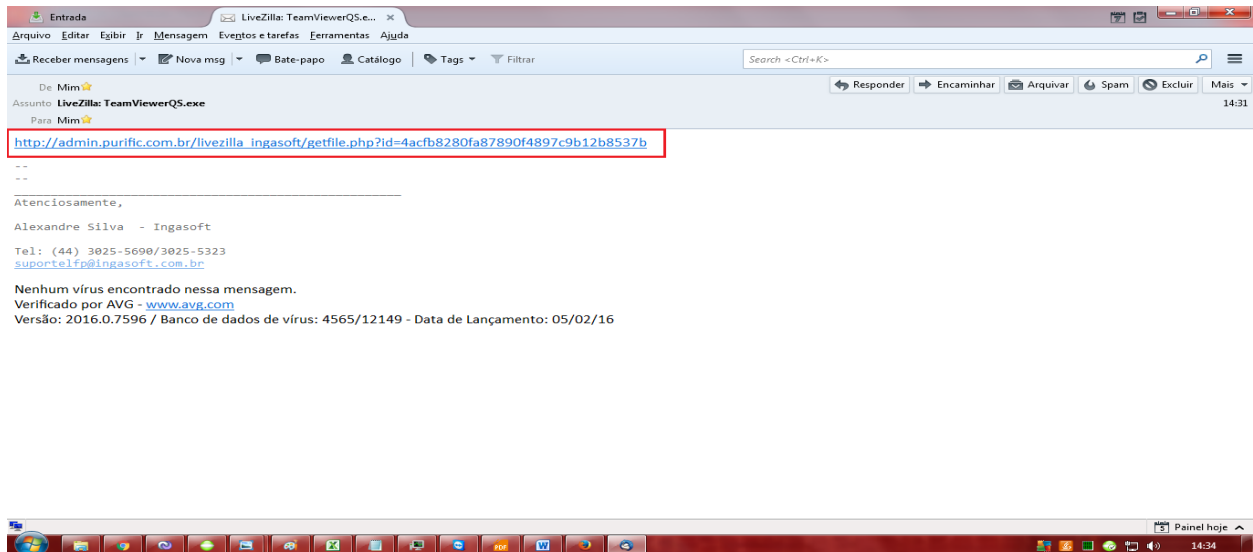 Entrada
LiveZilla: TeamViewerQS.e...
Arquivo Editar Exibir Ir Mensagem Eventos e tarefas Ferramentas Ajuda
Receber mensagens Nova msg Bate-papo Catálogo Tags Filtrar Search <Ctrl+K>
De Mim Responder Encaminhar Arquivar Spam Excluir Mais
Assunto LiveZilla: TeamViewerQS.exe 14:31
Para Mim
http://admin.purific.com.br/livezilla_ingasoft/getfile.php?id=4acfb8280fa87890f4897c9b12b8537b
--
--
Atenciosamente,
Alexandre Silva - Ingasoft
Tel: (44) 3025-5690/3025-5323
suportelfp@ingasoft.com.br
Nenhum vírus encontrado nessa mensagem.
Verificado por AVG - www.avg.com
Versão: 2016.0.7596 / Banco de dados de vírus: 4565/12149 - Data de Lançamento: 05/02/16
5 Painel hoje
PDF W 14:34